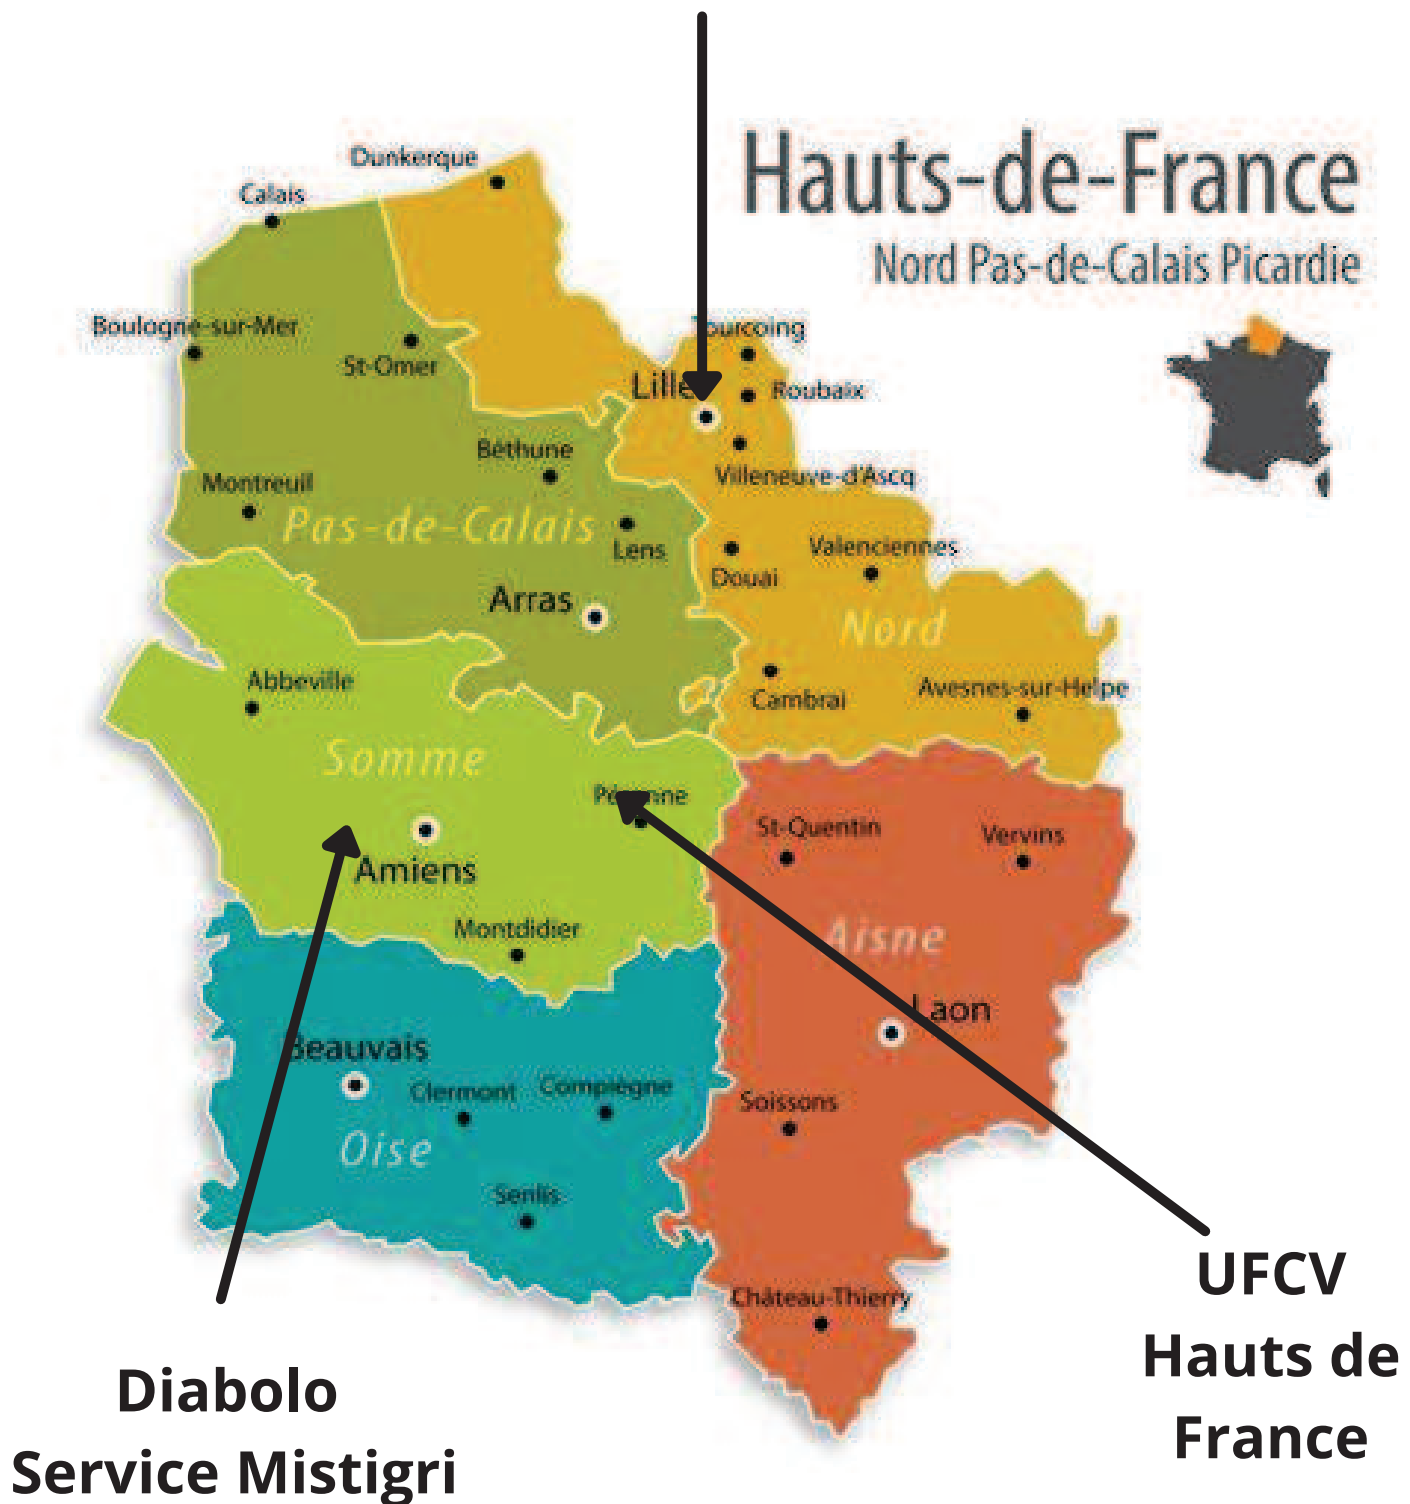 Hauts-de-France
Nord Pas-de-Calais Picardie
Dunkerque
Calais
Boulogne-sur-Mer
St-Omer
Tourcoing
Lille
Roubaix
Villeneuve-d'Ascq
Béthune
Montreuil
Pas-de-Calais
Lens
Douai
Valenciennes
Arras
Nord
Cambrai
Avesnes-sur-Helpe
Abbeville
Somme
Péronne
Amiens
St-Quentin
Vervins
Montdidier
Aisne
Laon
Beauvais
Clermont
Compiègne
Soissons
Oise
Senlis
Château-Thierry
UFCV
Hauts de
France
Diabolo
Service Mistigri